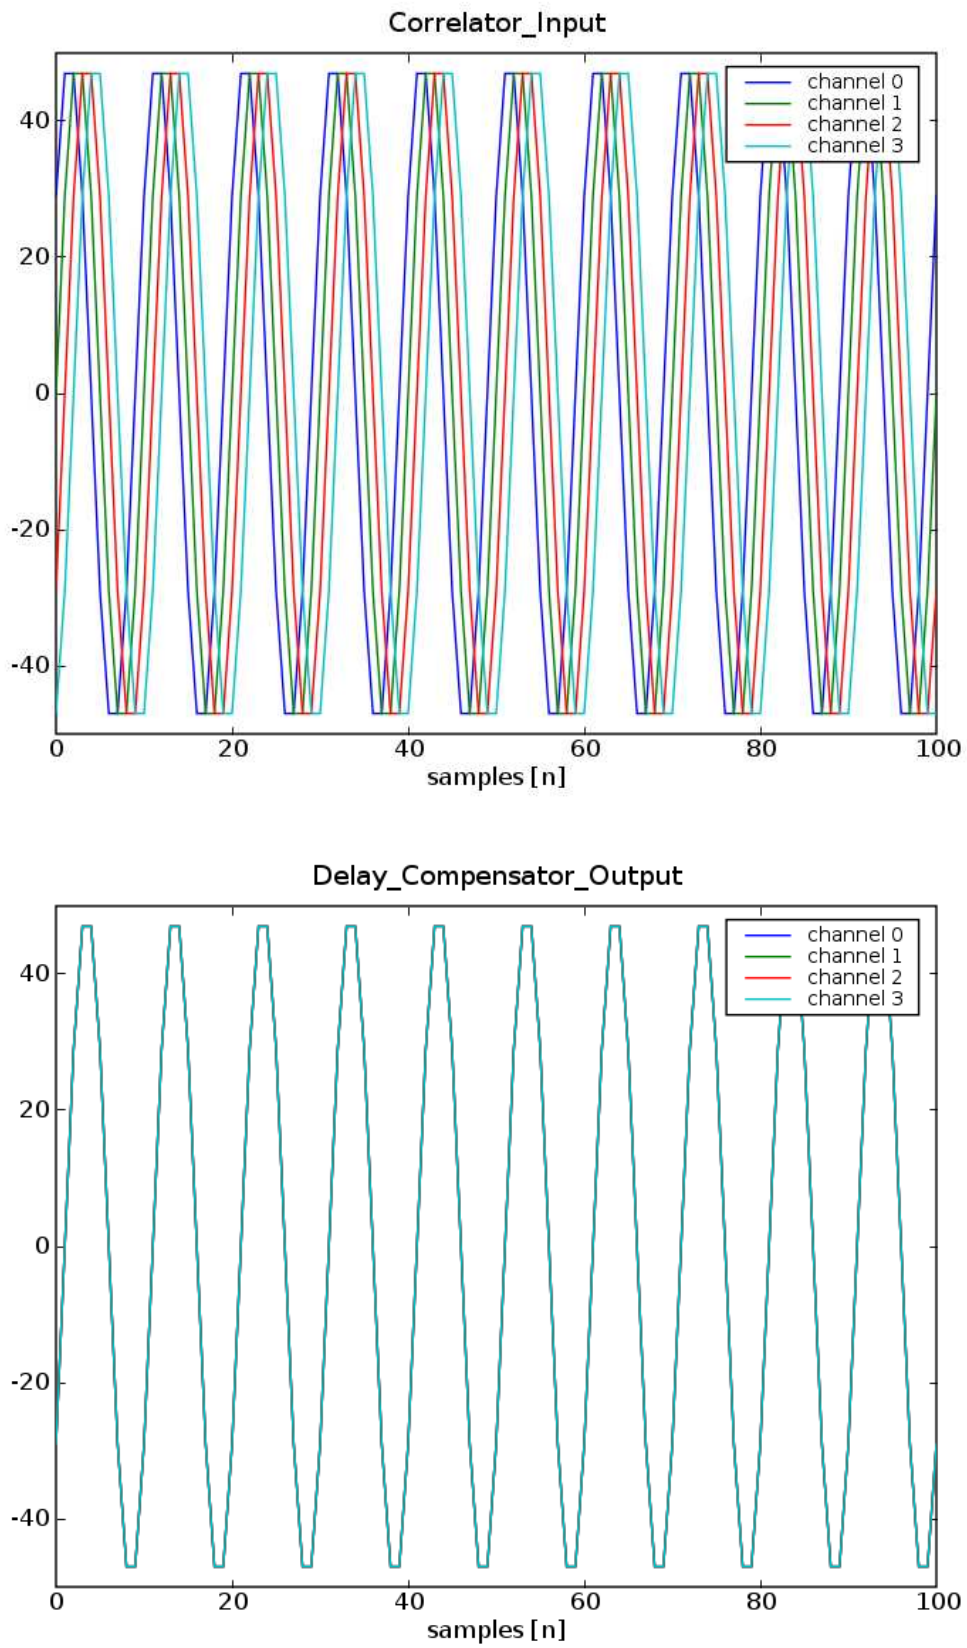 Correlator_Input
channel 0
channel 1
channel 2
channel 3
40
20
0
-20
-40
0 20 40 60 80 100
samples [n]
Delay_Compensator_Output
channel 0
channel 1
channel 2
channel 3
40
20
0
-20
-40
0 20 40 60 80 100
samples [n]